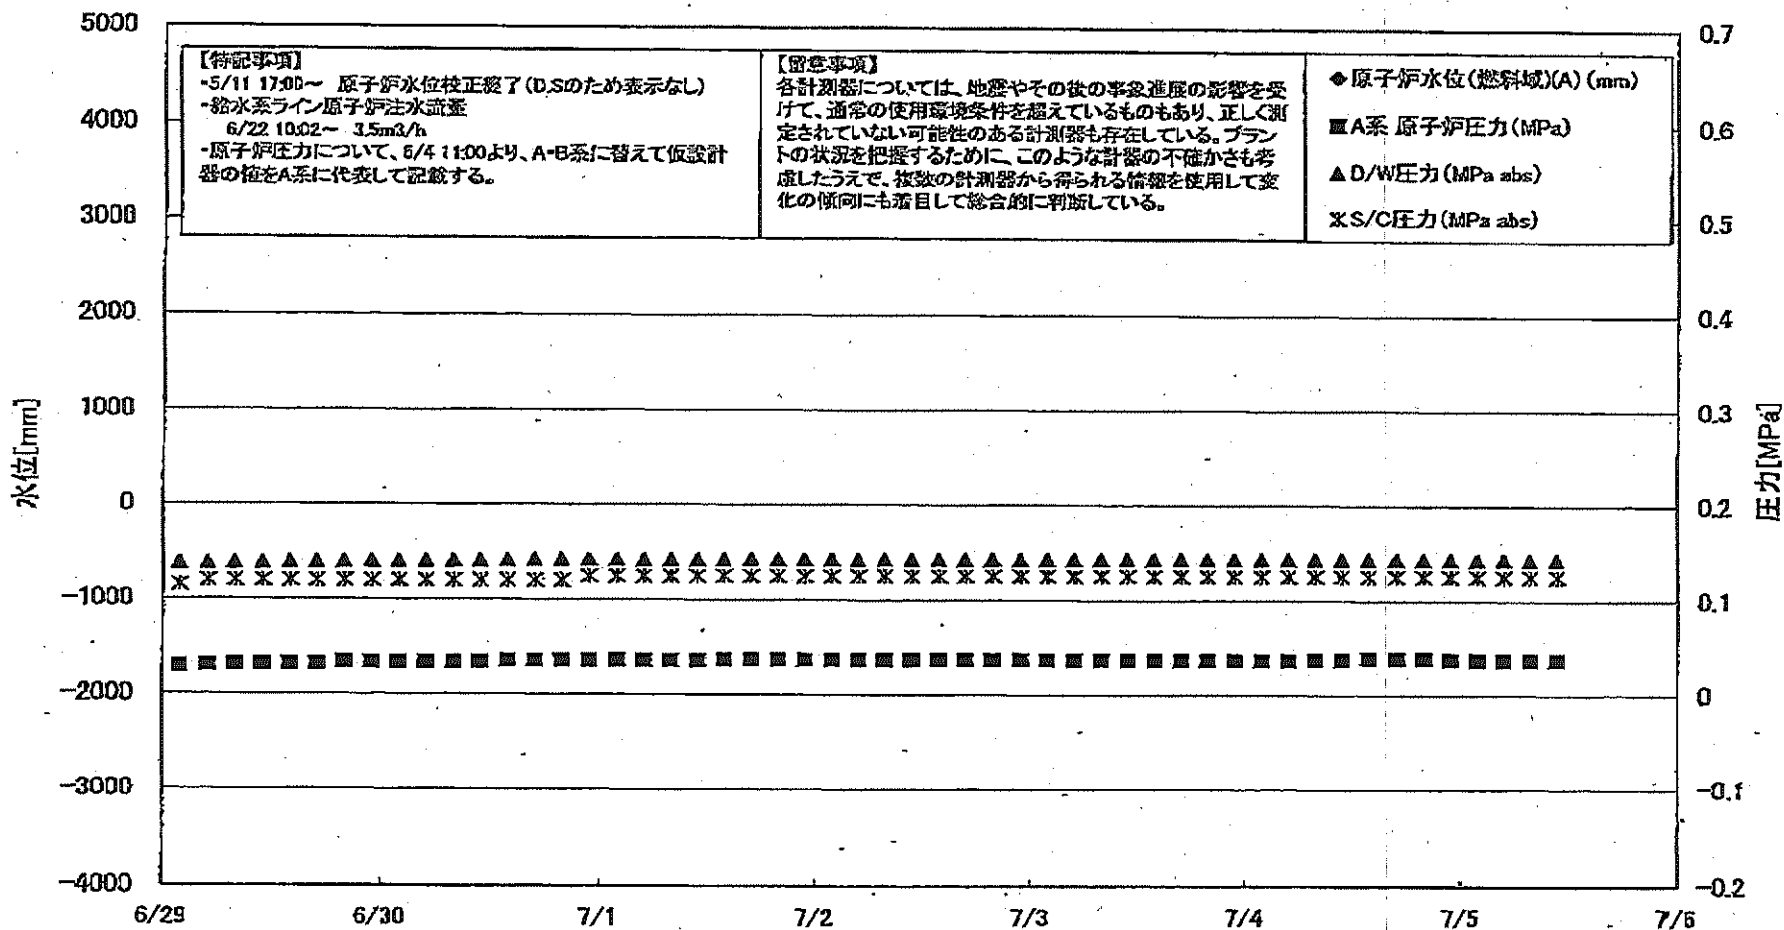 【特記事項】
・5/11 17:00～ 原子炉水位校正終了(D.Sのため表示なし)
・給水系ライン原子炉注水流量
6/22 10:02～ 3.5m3/h
・原子炉圧力について、6/4 11:00より、A・B系に替えて仮設計
器の値をA系に代表して記載する。
【留意事項】
各計測器については、地震やその後の事象進展の影響を受
けて、通常の使用環境条件を超えているものもあり、正しく測
定されていない可能性のある計測器も存在している。プラン
トの状況を把握するために、このような計器の不確かさも考
慮したうえで、複数の計測器から得られる情報を使用して変
化の傾向にも着目して総合的に判断している。
◆原子炉水位(燃料域)(A) (mm)
■A系 原子炉圧力(MPa)
▲D/W圧力(MPa abs)
S/C圧力(MPa abs)
水位[mm]
5000
4000
3000
2000
1000
0
-1000
-2000
-3000
-4000
0.7
0.6
0.5
0.4
0.3
0.2
0.1
0
-0.1
-0.2
圧力[MPa]
6/29
6/30
7/1
7/2
7/3
7/4
7/5
7/6